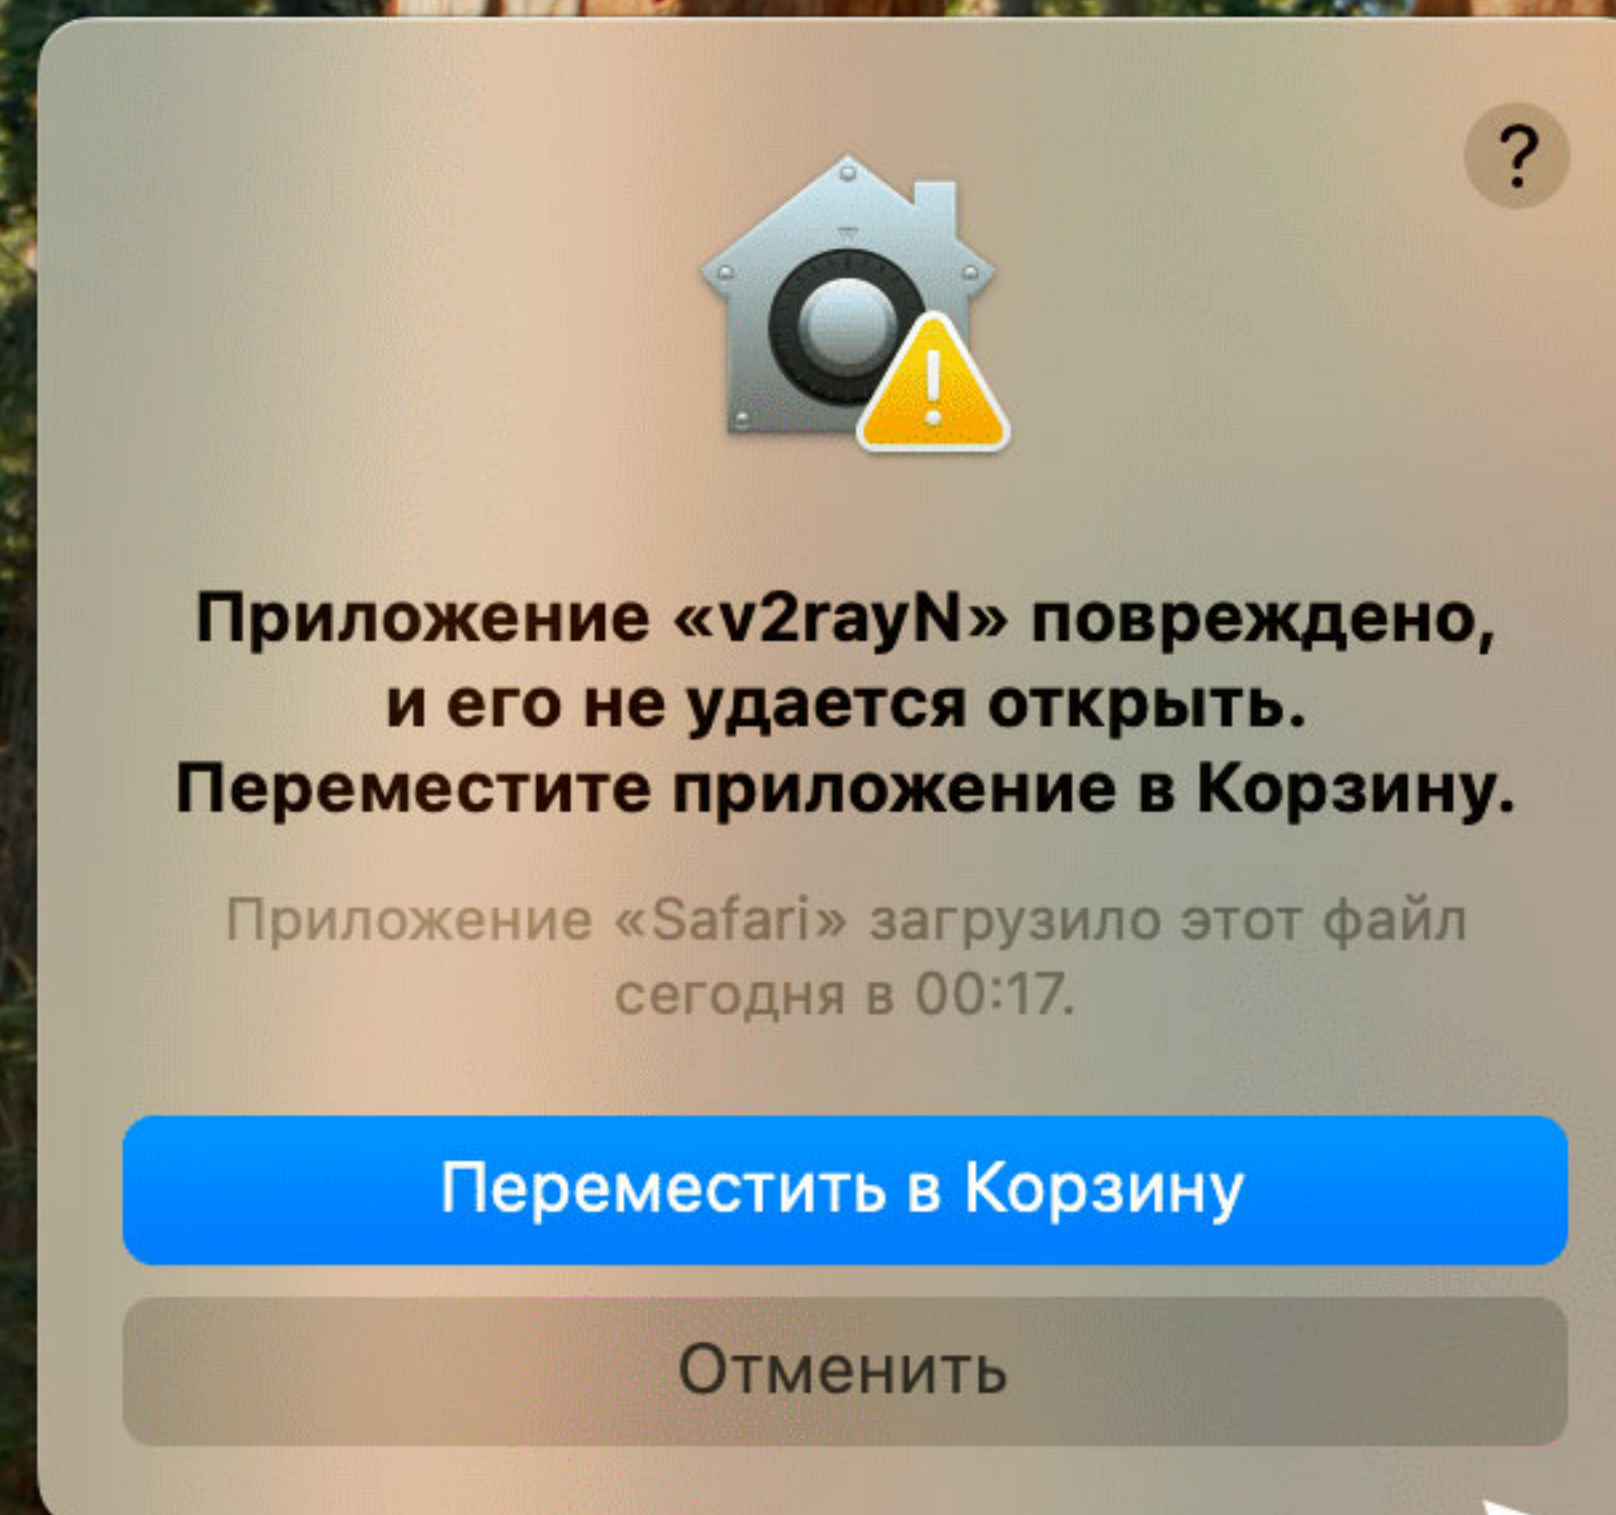 ?
Приложение «v2rayN» повреждено,
и его не удается открыть.
Переместите приложение в Корзину.
Приложение «Safari» загрузило этот файл
сегодня в 00:17.
Переместить в Корзину
Отменить